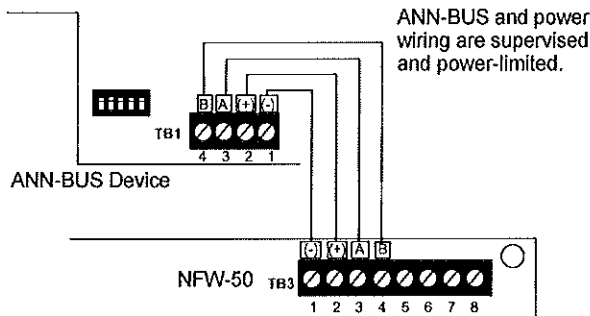 ANN-BUS and power
wiring are supervised
and power-limited.
B A (+) (-)
TB1
4 3 2 1
ANN-BUS Device
(-) (+) A B
NFW-50 TB3
1 2 3 4 5 6 7 8